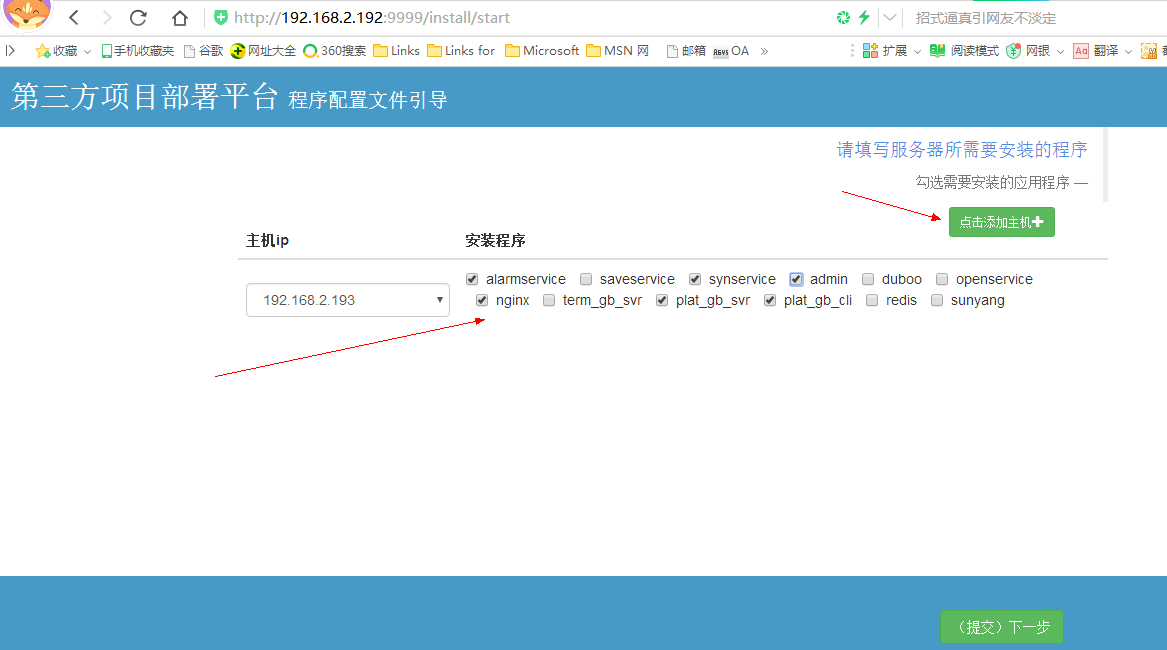 http://192.168.2.192:9999/install/start 招式逼真引网友不淡定
收藏 手机收藏夹 谷歌 网址大全 360搜索 Links Links for Microsoft MSN 网 邮箱 OA » 扩展 阅读模式 网银 Aa 翻译
第三方项目部署平台 程序配置文件引导
请填写服务器所需要安装的程序
勾选需要安装的应用程序 —
点击添加主机
主机ip 安装程序
alarmservice saveservice synservice admin duboo openservice
192.168.2.193
nginx term_gb_svr plat_gb_svr plat_gb_cli redis sunyang
（提交）下一步